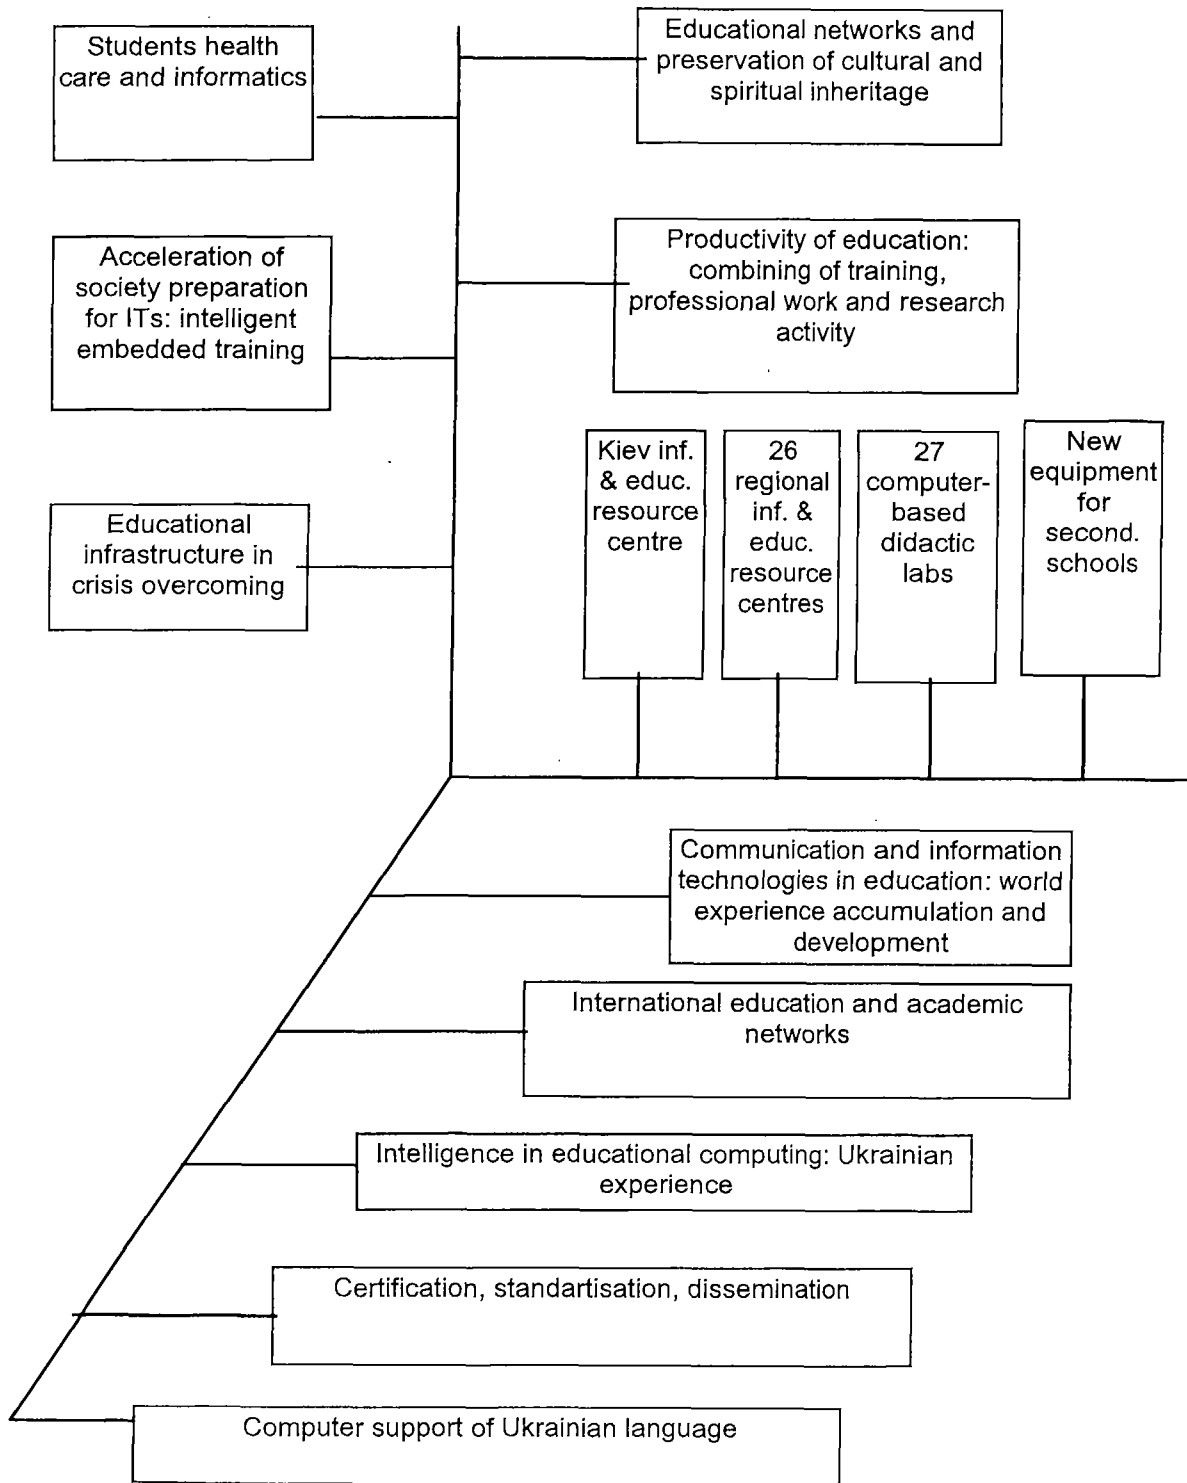 Students health
care and informatics
Educational networks and
preservation of cultural and
spiritual inheritage
Acceleration of
society preparation
for ITs: intelligent
embedded training
Productivity of education:
combining of training,
professional work and research
activity
Educational
infrastructure in
crisis overcoming
Kiev inf.
& educ.
resource
centre
26
regional
inf. &
educ.
resource
centres
27
computer-
based
didactic
labs
New
equipment
for
second.
schools
Communication and information
technologies in education: world
experience accumulation and
development
International education and academic
networks
Intelligence in educational computing: Ukrainian
experience
Certification, standartisation, dissemination
Computer support of Ukrainian language